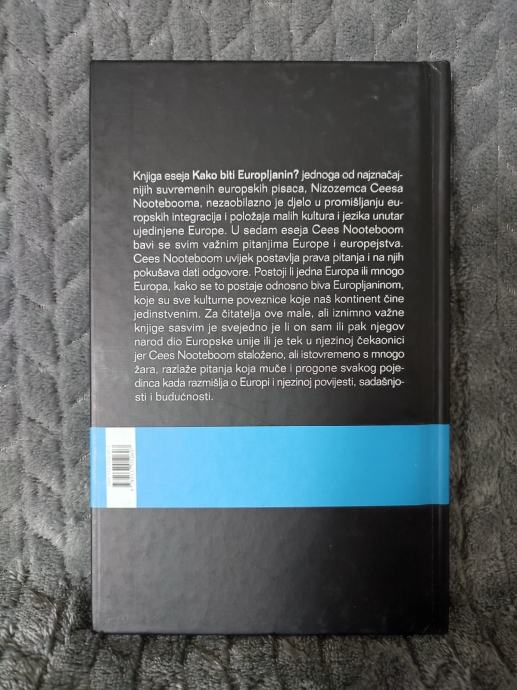 Knjiga eseja Kako biti Europljanin? jednoga od najznačaj-
nijih suvremenih europskih pisaca, Nizozemca Ceesa
Nootebooma, nezaobilazno je djelo u promišljanju eu-
ropskih integracija i položaja malih kultura i jezika unutar
ujedinjene Europe. U sedam eseja Cees Nooteboom
bavi se svim važnim pitanjima Europe i europejstva.
Cees Nooteboom uvijek postavlja prava pitanja i na njih
pokušava dati odgovore. Postoji li jedna Europa ili mnogo
Europa, kako se to postaje odnosno biva Europljaninom,
koje su sve kulturne poveznice koje naš kontinent čine
jedinstvenim. Za čitatelja ove male, ali iznimno važne
knjige sasvim je svejedno je li on sam ili pak njegov
narod dio Europske unije ili je tek u njezinoj čekaonici
jer Cees Nooteboom staloženo, ali istovremeno s mnogo
žara, razlaže pitanja koja muče i progone svakog poje-
dinca kada razmišlja o Europi i njezinoj povijesti, sadašnjo-
sti i budućnosti.